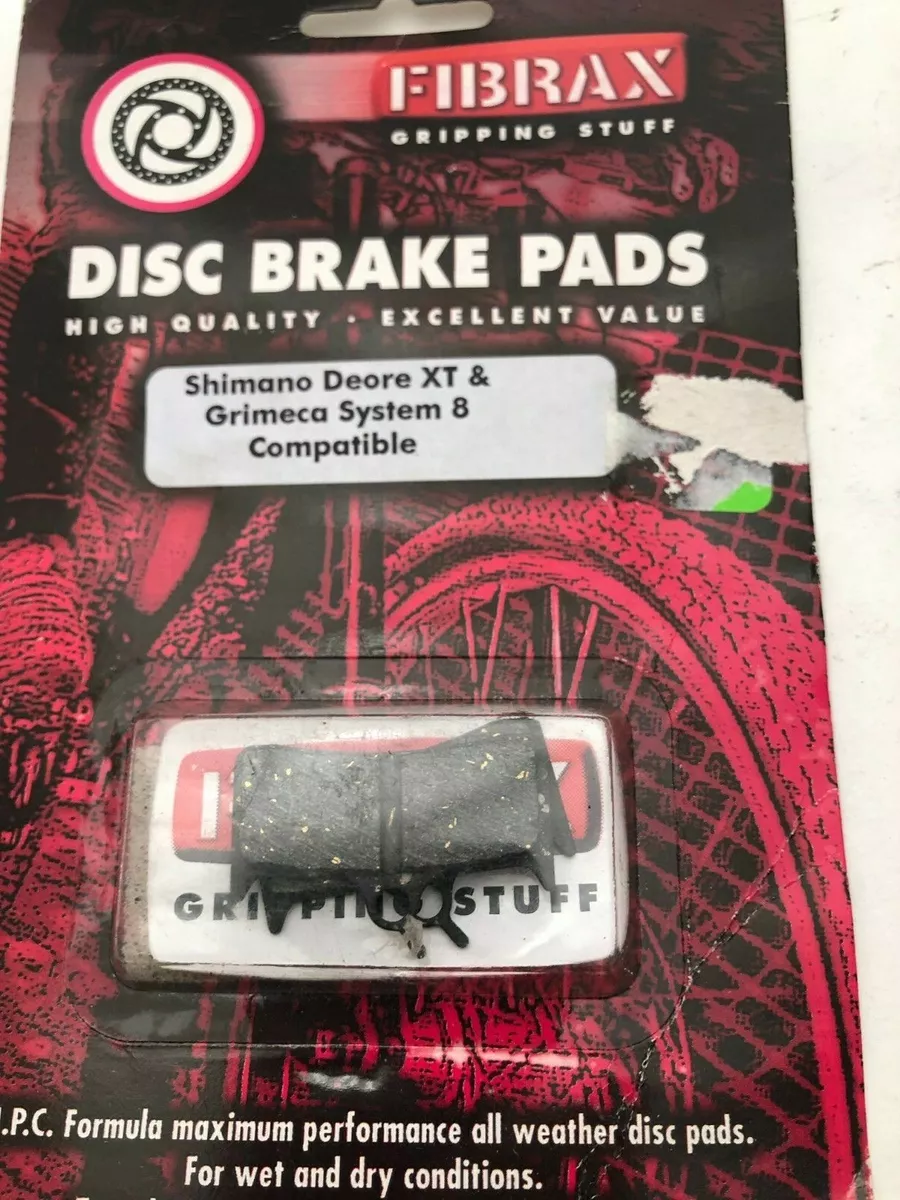 FIBRAX
GRIPPING STUFF
DISC BRAKE PADS
HIGH QUALITY · EXCELLENT VALUE
Shimano Deore XT &
Grimeca System 8
Compatible
GRIPPING STUFF
.P.C. Formula maximum performance all weather disc pads.
For wet and dry conditions.